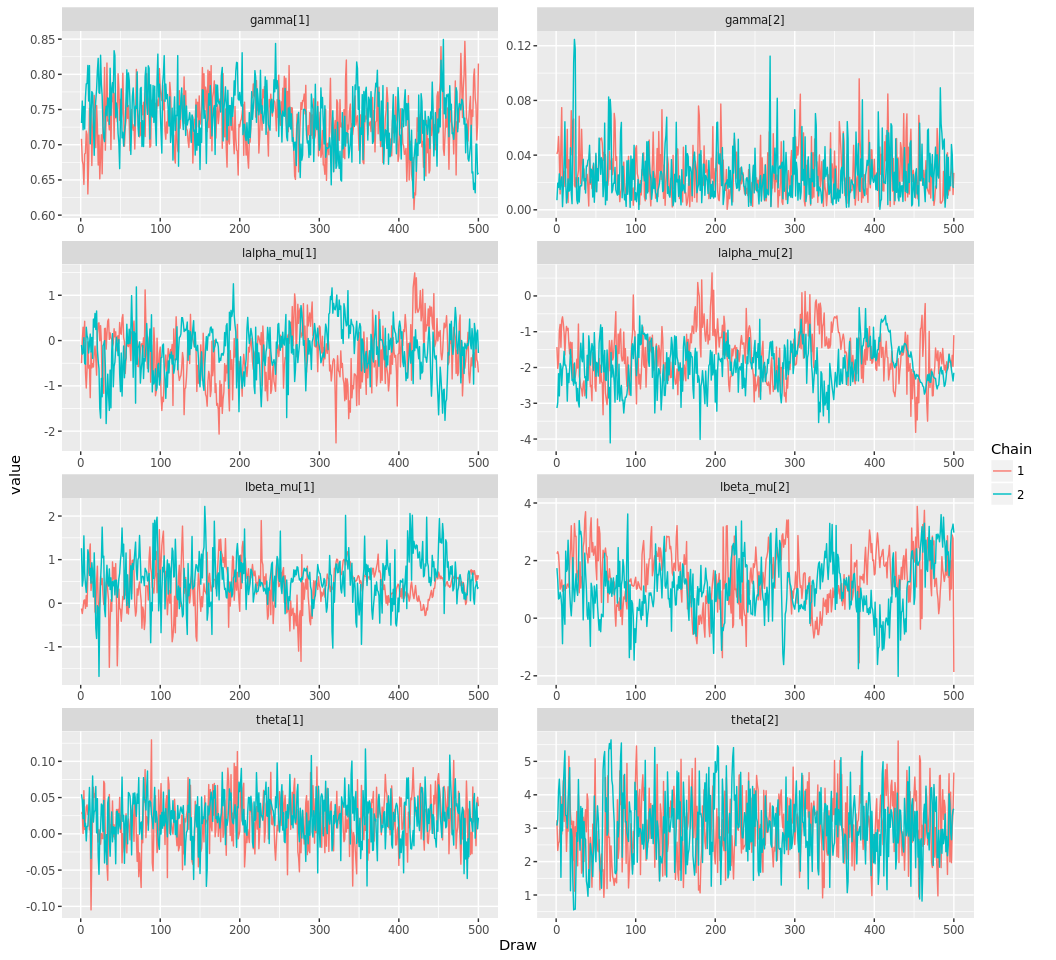 gamma[1] gamma[2]
0.85
0.80
0.75
0.70
0.65
0.60
0 100 200 300 400 500
0.12
0.08
0.04
0.00
0 100 200 300 400 500
lalpha_mu[1] lalpha_mu[2]
1
0
-1
-2
0 100 200 300 400 500
0
-1
-2
-3
-4
0 100 200 300 400 500
lbeta_mu[1] lbeta_mu[2]
2
1
0
-1
0 100 200 300 400 500
4
2
0
-2
0 100 200 300 400 500
theta[1] theta[2]
0.10
0.05
0.00
-0.05
-0.10
0 100 200 300 400 500
5
4
3
2
1
0 100 200 300 400 500
value
Draw
Chain
1
2